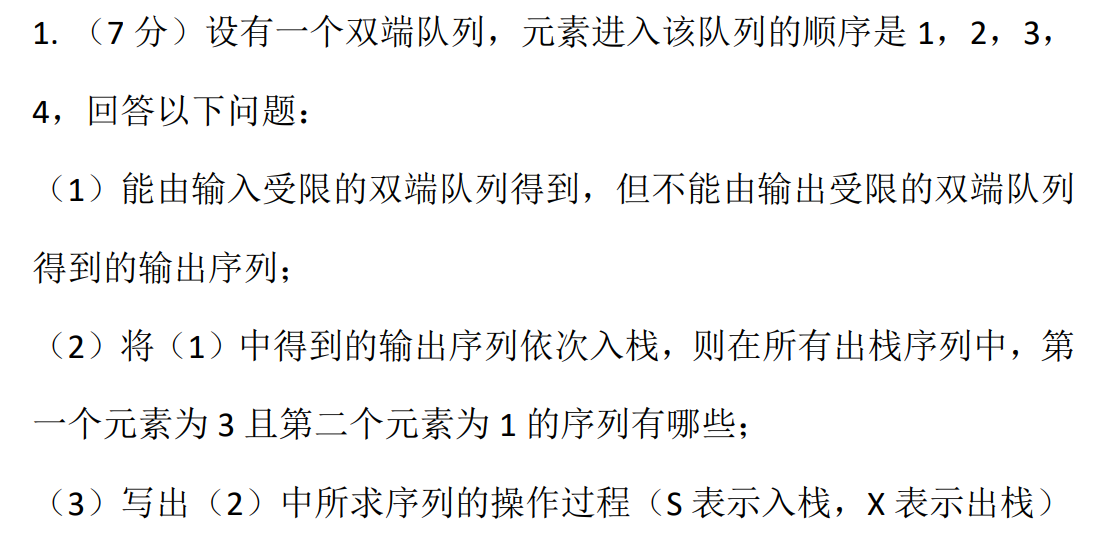 1. （7 分）设有一个双端队列，元素进入该队列的顺序是 1，2，3，
4，回答以下问题：
（1）能由输入受限的双端队列得到，但不能由输出受限的双端队列
得到的输出序列；
（2）将（1）中得到的输出序列依次入栈，则在所有出栈序列中，第
一个元素为 3 且第二个元素为 1 的序列有哪些；
（3）写出（2）中所求序列的操作过程（S 表示入栈，X 表示出栈）